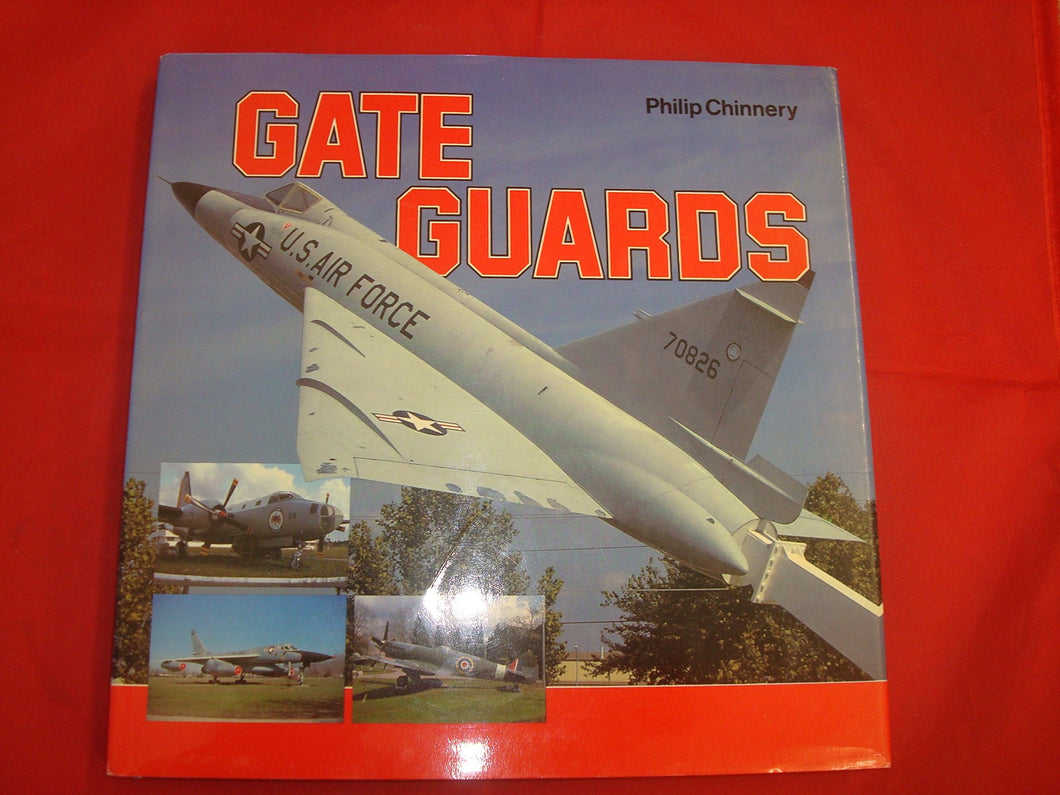 Philip Chinnery
GATE
GUARDS
U.S. AIR FORCE
70826